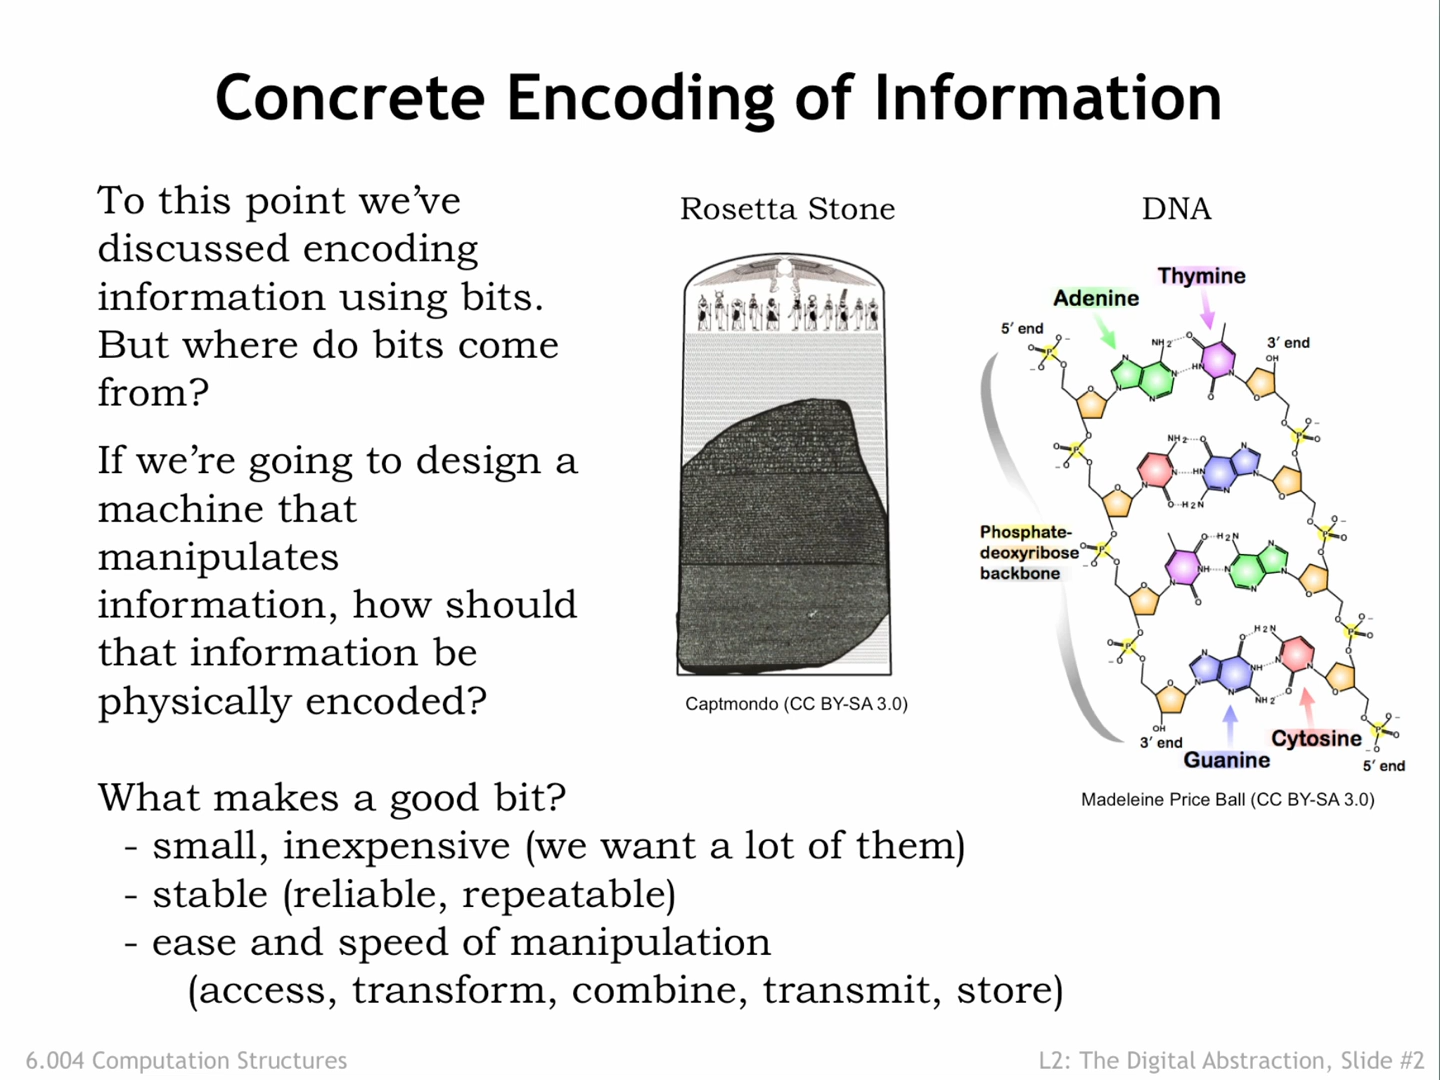 Concrete Encoding of Information
To this point we've
discussed encoding
information using bits.
But where do bits come
from?
If we're going to design a
machine that
manipulates
information, how should
that information be
physically encoded?
What makes a good bit?
- small, inexpensive (we want a lot of them)
- stable (reliable, repeatable)
- ease and speed of manipulation
(access, transform, combine, transmit, store)
Rosetta Stone
Captmondo (CC BY-SA 3.0)
DNA
Thymine
Adenine
5′ end
3′ end
Phosphate-
deoxyribose
backbone
3′ end
Guanine
Cytosine
5′ end
Madeleine Price Ball (CC BY-SA 3.0)
6.004 Computation Structures
L2: The Digital Abstraction, Slide #2